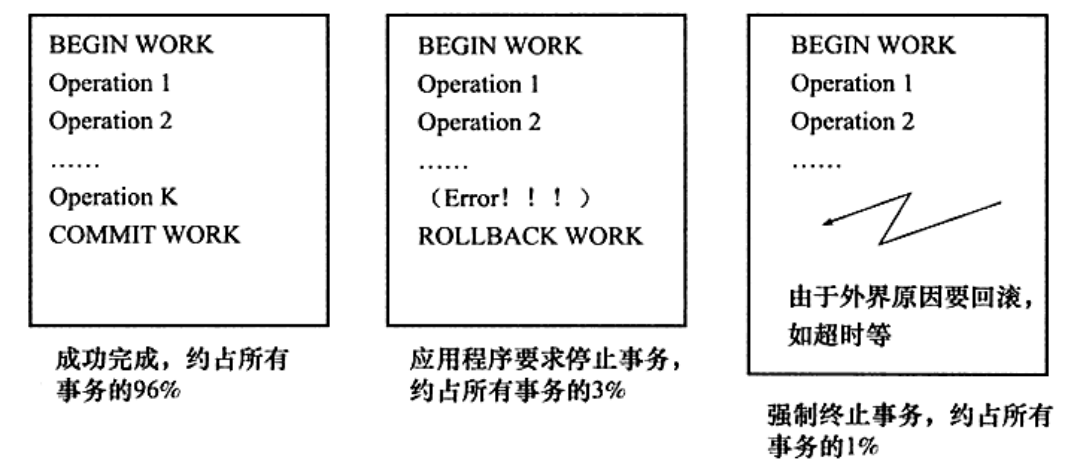 BEGIN WORK
Operation 1
Operation 2
……
Operation K
COMMIT WORK
成功完成，约占所有
事务的96%
BEGIN WORK
Operation 1
Operation 2
……
（Error！！！）
ROLLBACK WORK
应用程序要求停止事务，
约占所有事务的3%
BEGIN WORK
Operation 1
Operation 2
……
由于外界原因要回滚，
如超时等
强制终止事务，约占所有
事务的1%